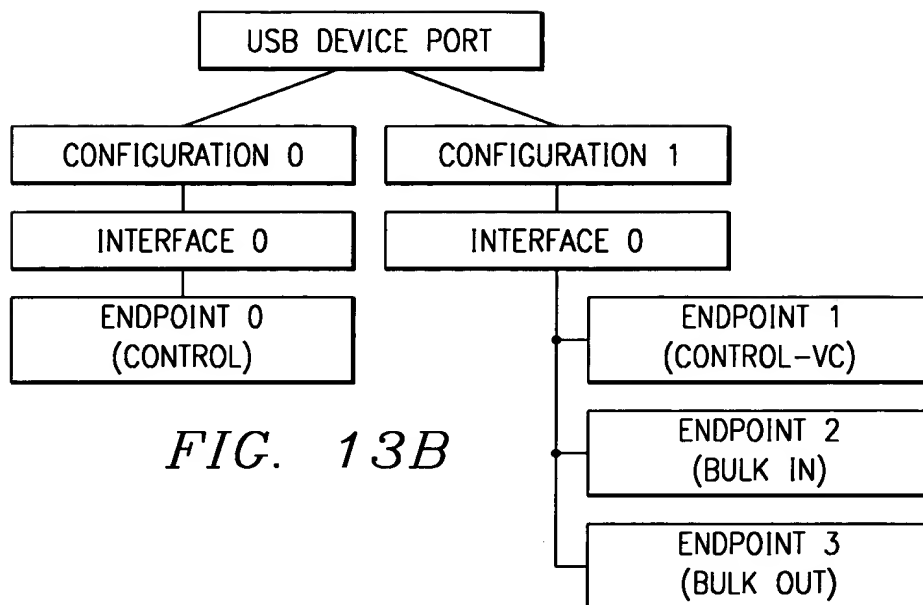 USB DEVICE PORT
CONFIGURATION 0
CONFIGURATION 1
INTERFACE 0
INTERFACE 0
ENDPOINT 0
(CONTROL)
ENDPOINT 1
(CONTROL-VC)
ENDPOINT 2
(BULK IN)
ENDPOINT 3
(BULK OUT)
FIG. 13B